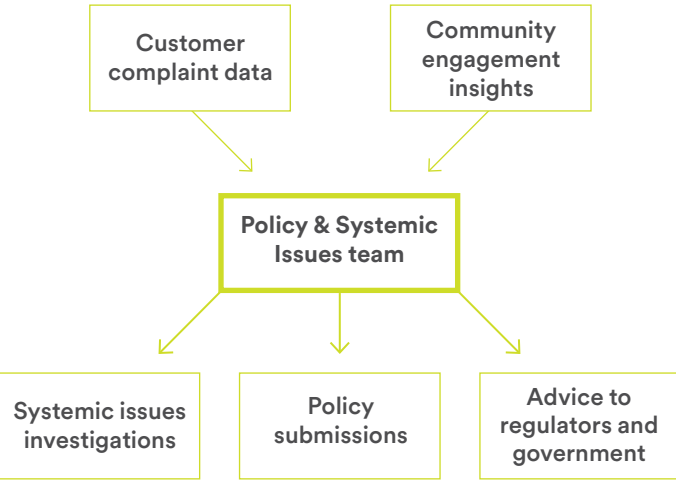 Customer
complaint data
Community
engagement
insights
Policy & Systemic
Issues team
Systemic issues
investigations
Policy
submissions
Advice to
regulators and
government